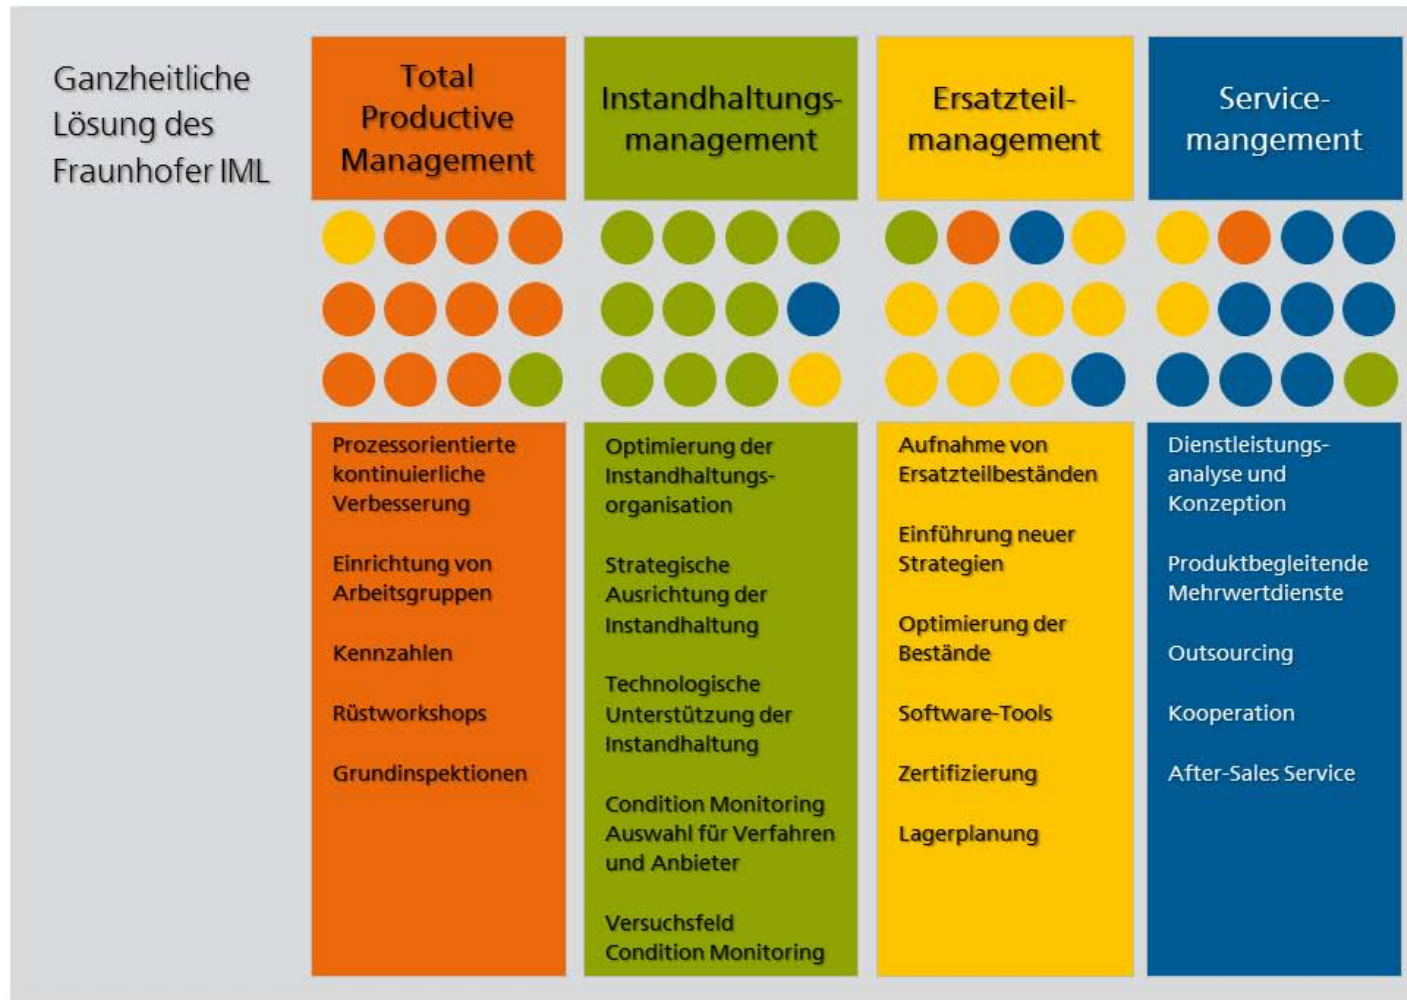 Ganzheitliche
Lösung des
Fraunhofer IML
Total
Productive
Management
Instandhaltungs-
management
Ersatzteil-
management
Service-
mangement
Prozessorientierte
kontinuierliche
Verbesserung
Einrichtung von
Arbeitsgruppen
Kennzahlen
Rüstworkshops
Grundinspektionen
Optimierung der
Instandhaltungs-
organisation
Strategische
Ausrichtung der
Instandhaltung
Technologische
Unterstützung der
Instandhaltung
Condition Monitoring
Auswahl für Verfahren
und Anbieter
Versuchsfeld
Condition Monitoring
Aufnahme von
Ersatzteilbeständen
Einführung neuer
Strategien
Optimierung der
Bestände
Software-Tools
Zertifizierung
Lagerplanung
Dienstleistungs-
analyse und
Konzeption
Produktbegleitende
Mehrwertdienste
Outsourcing
Kooperation
After-Sales Service